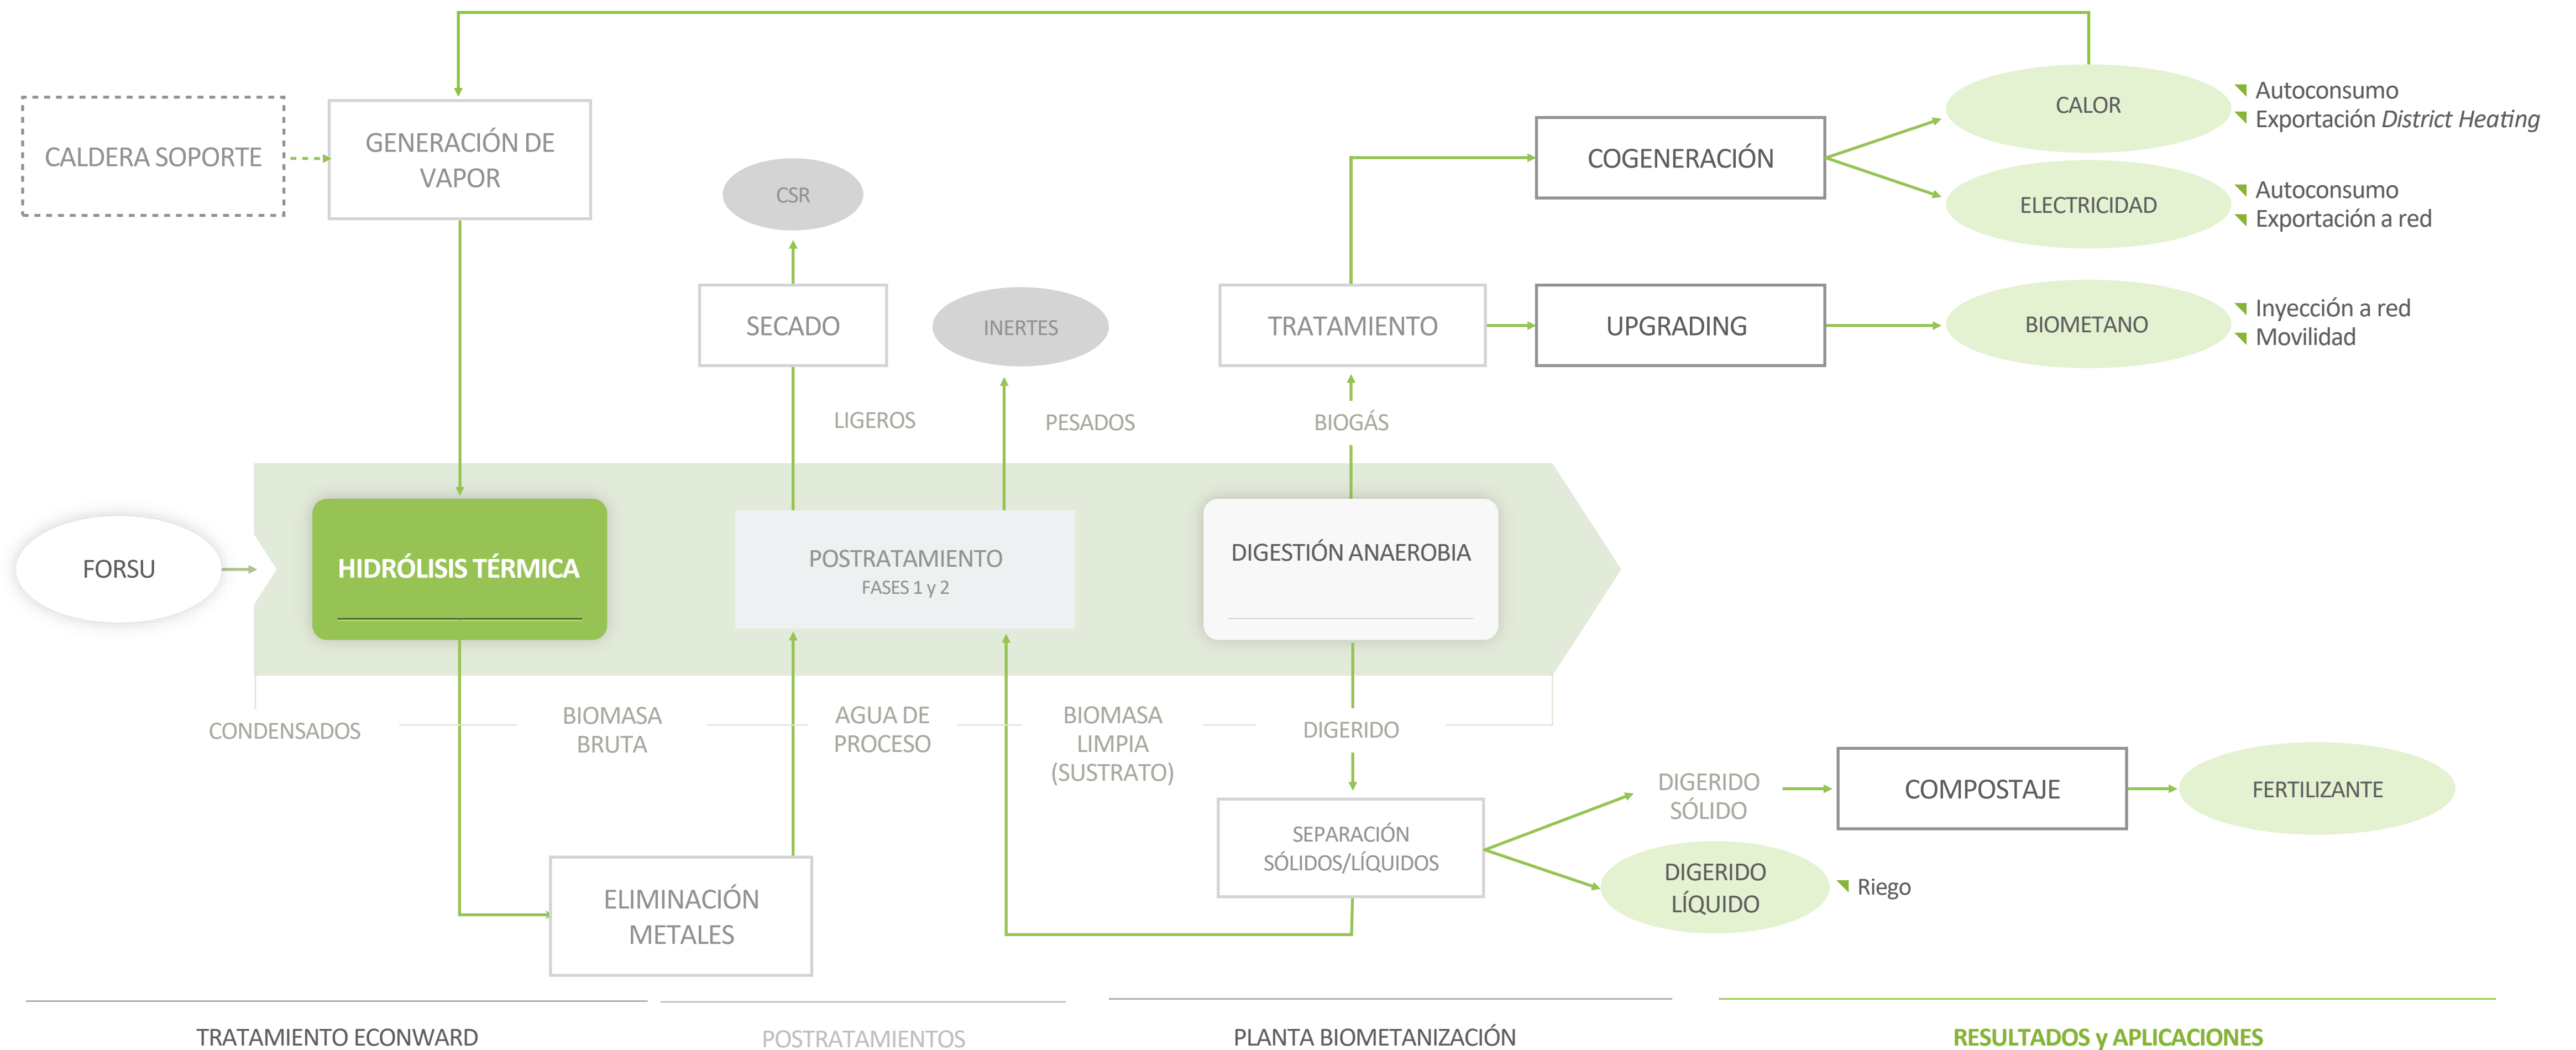 CALDERA SOPORTE
GENERACIÓN DE
VAPOR
CSR
SECADO
INERTES
LIGEROS
PESADOS
TRATAMIENTO
BIOGÁS
COGENERACIÓN
UPGRADING
CALOR
Autoconsumo
Exportación District Heating
ELECTRICIDAD
Autoconsumo
Exportación a red
BIOMETANO
Inyección a red
Movilidad
FORSU
HIDRÓLISIS TÉRMICA
POSTRATAMIENTO
FASES 1 y 2
DIGESTIÓN ANAEROBIA
CONDENSADOS
BIOMASA
BRUTA
AGUA DE
PROCESO
BIOMASA
LIMPIA
(SUSTRATO)
DIGERIDO
ELIMINACIÓN
METALES
SEPARACIÓN
SÓLIDOS/LÍQUIDOS
DIGERIDO
SÓLIDO
COMPOSTAJE
FERTILIZANTE
DIGERIDO
LÍQUIDO
Riego
TRATAMIENTO ECONWARD
POSTRATAMIENTOS
PLANTA BIOMETANIZACIÓN
RESULTADOS y APLICACIONES